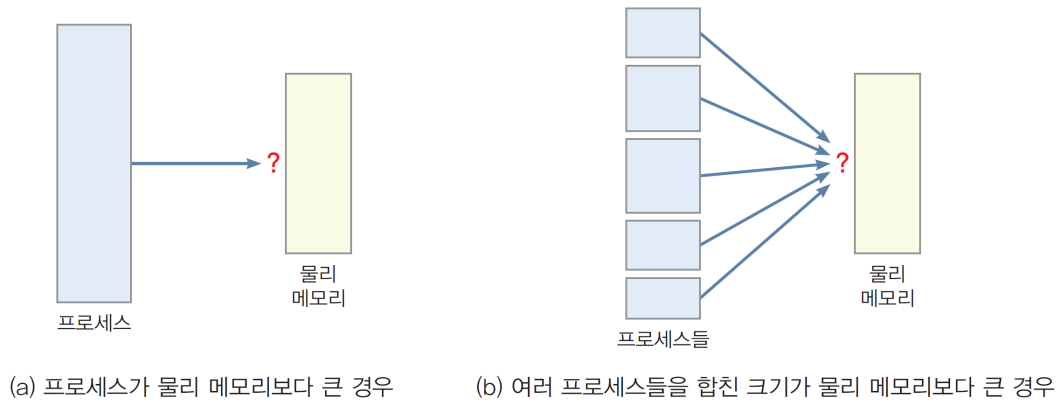 ?
물리
메모리
프로세스
(a) 프로세스가 물리 메모리보다 큰 경우
?
물리
메모리
프로세스들
(b) 여러 프로세스들을 합친 크기가 물리 메모리보다 큰 경우